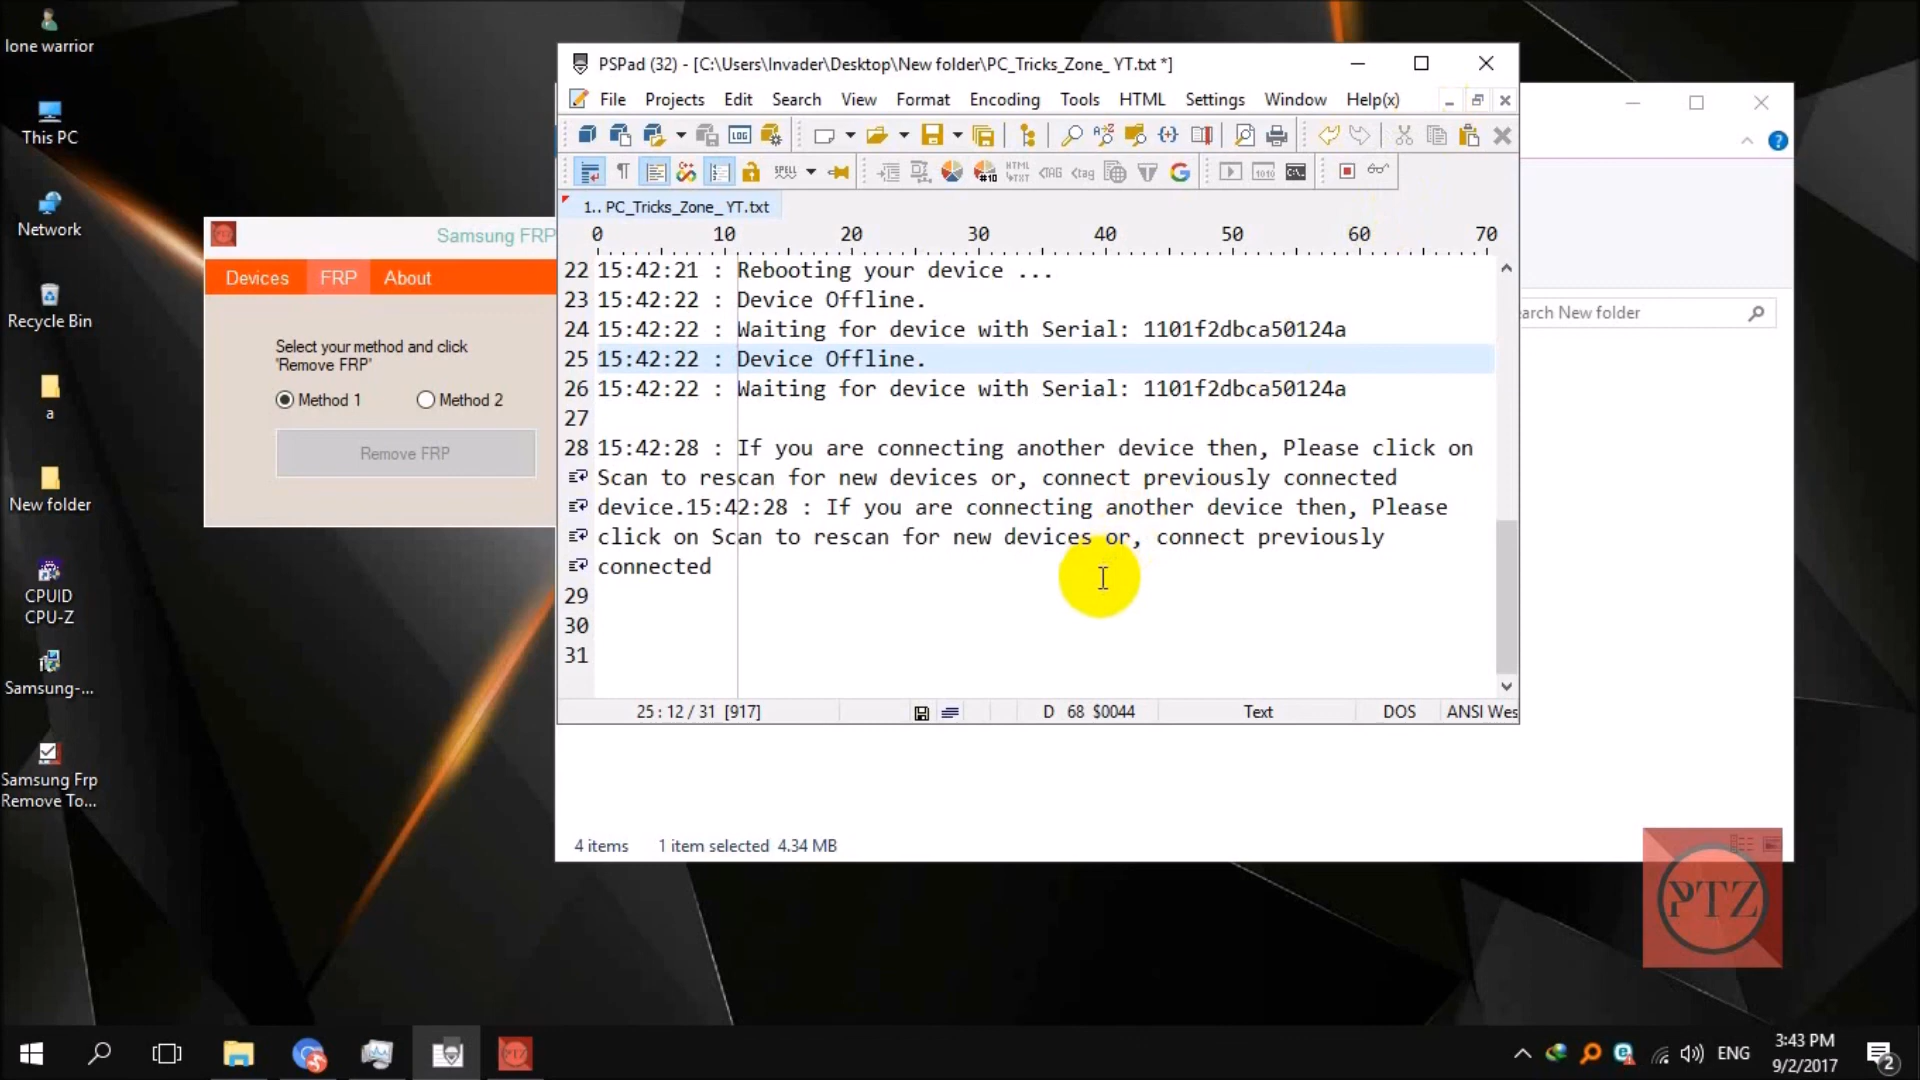 lone warrior
This PC
Network
Recycle Bin
a
New folder
CPUID
CPU-Z
Samsung-...
Samsung Frp
Remove To...
Samsung FRP
Devices
FRP
About
Select your method and click
'Remove FRP'
Method 1
Method 2
Remove FRP
PSPad (32) - [C:\Users\Invader\Desktop\New folder\PC_Tricks_Zone_ YT.txt *]
File Projects Edit Search View Format Encoding Tools HTML Settings Window Help(x)
1.. PC_Tricks_Zone_ YT.txt
0 10 20 30 40 50 60 70
22 15:42:21 : Rebooting your device ...
23 15:42:22 : Device Offline.
24 15:42:22 : Waiting for device with Serial: 1101f2dbca50124a
25 15:42:22 : Device Offline.
26 15:42:22 : Waiting for device with Serial: 1101f2dbca50124a
27
28 15:42:28 : If you are connecting another device then, Please click on
Scan to rescan for new devices or, connect previously connected
device.15:42:28 : If you are connecting another device then, Please
click on Scan to rescan for new devices or, connect previously
connected
29
30
31
25 : 12 / 31 [917]
D 68 $0044
Text
DOS
ANSI Wes
earch New folder
4 items
1 item selected 4.34 MB
PTZ
ENG
3:43 PM
9/2/2017
2